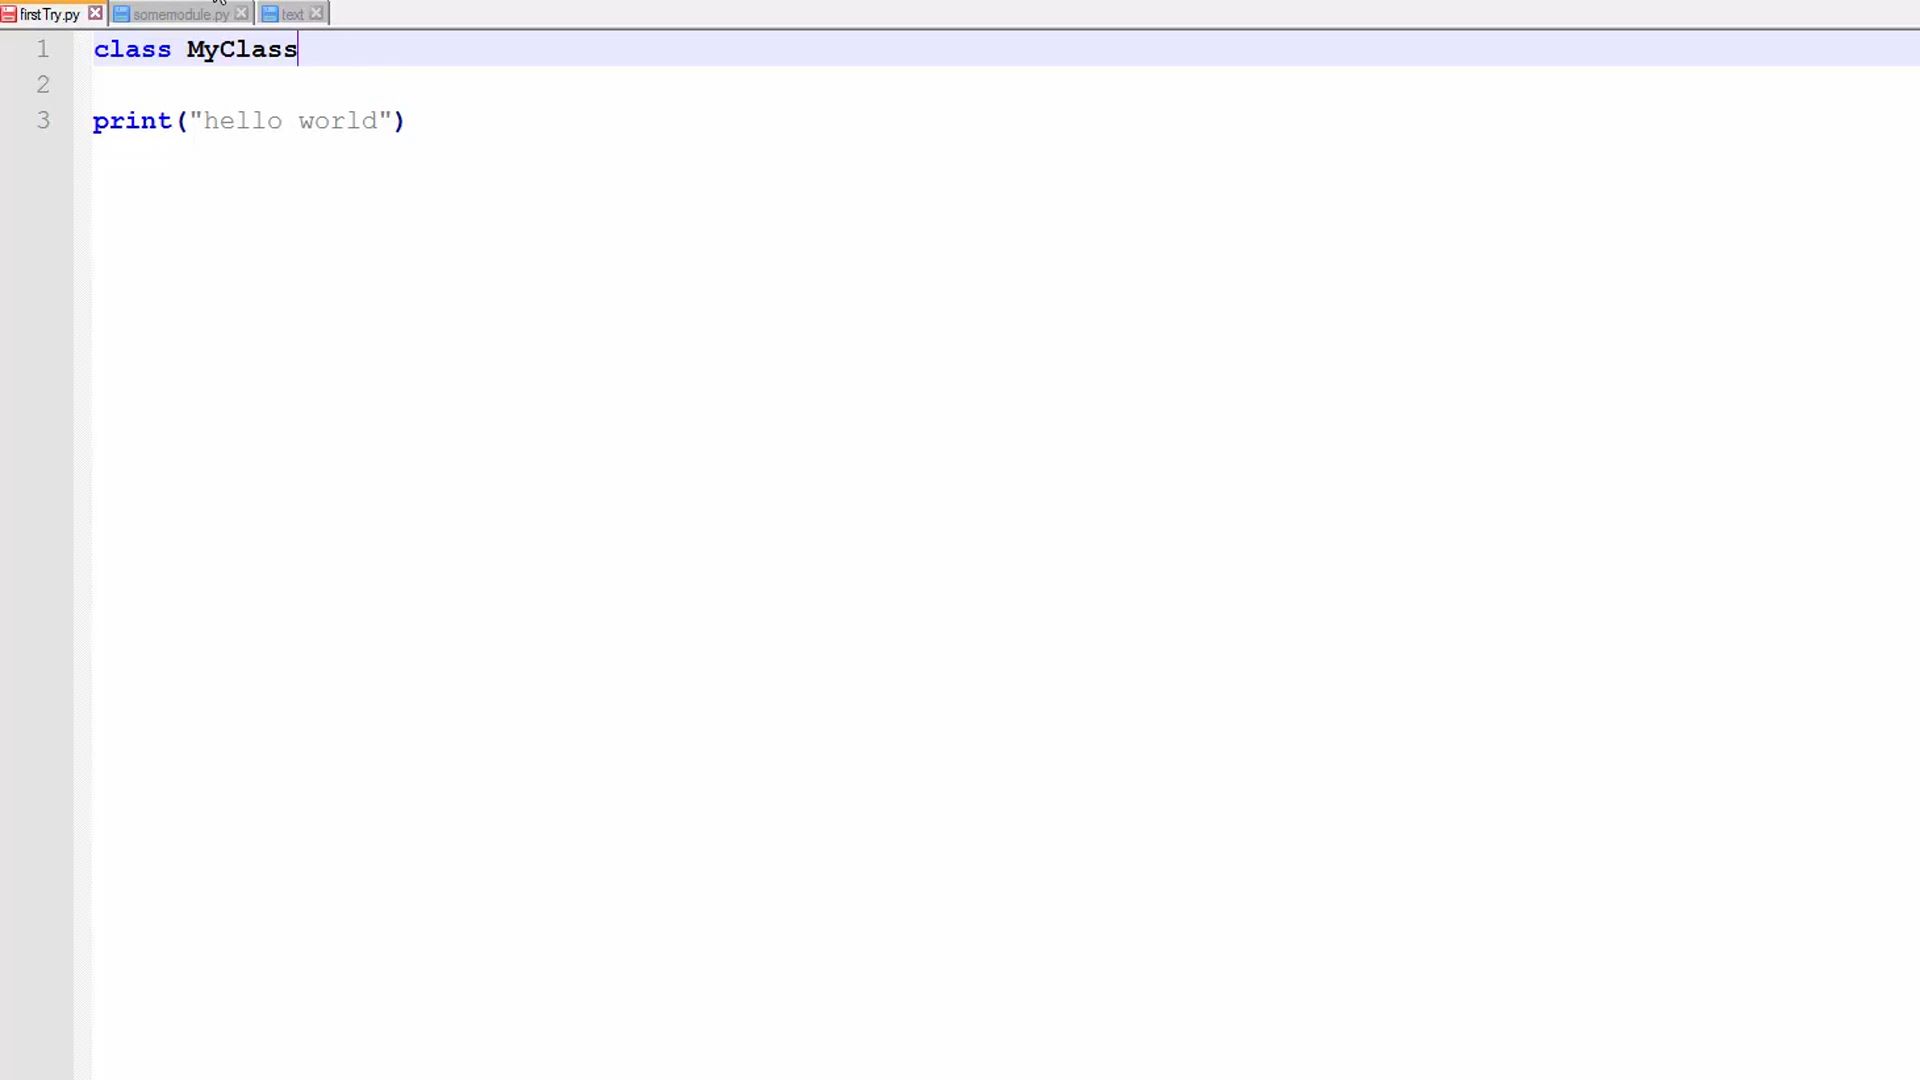 firstTry.py somemodule.py text
1 class MyClass
2
3 print("hello world")